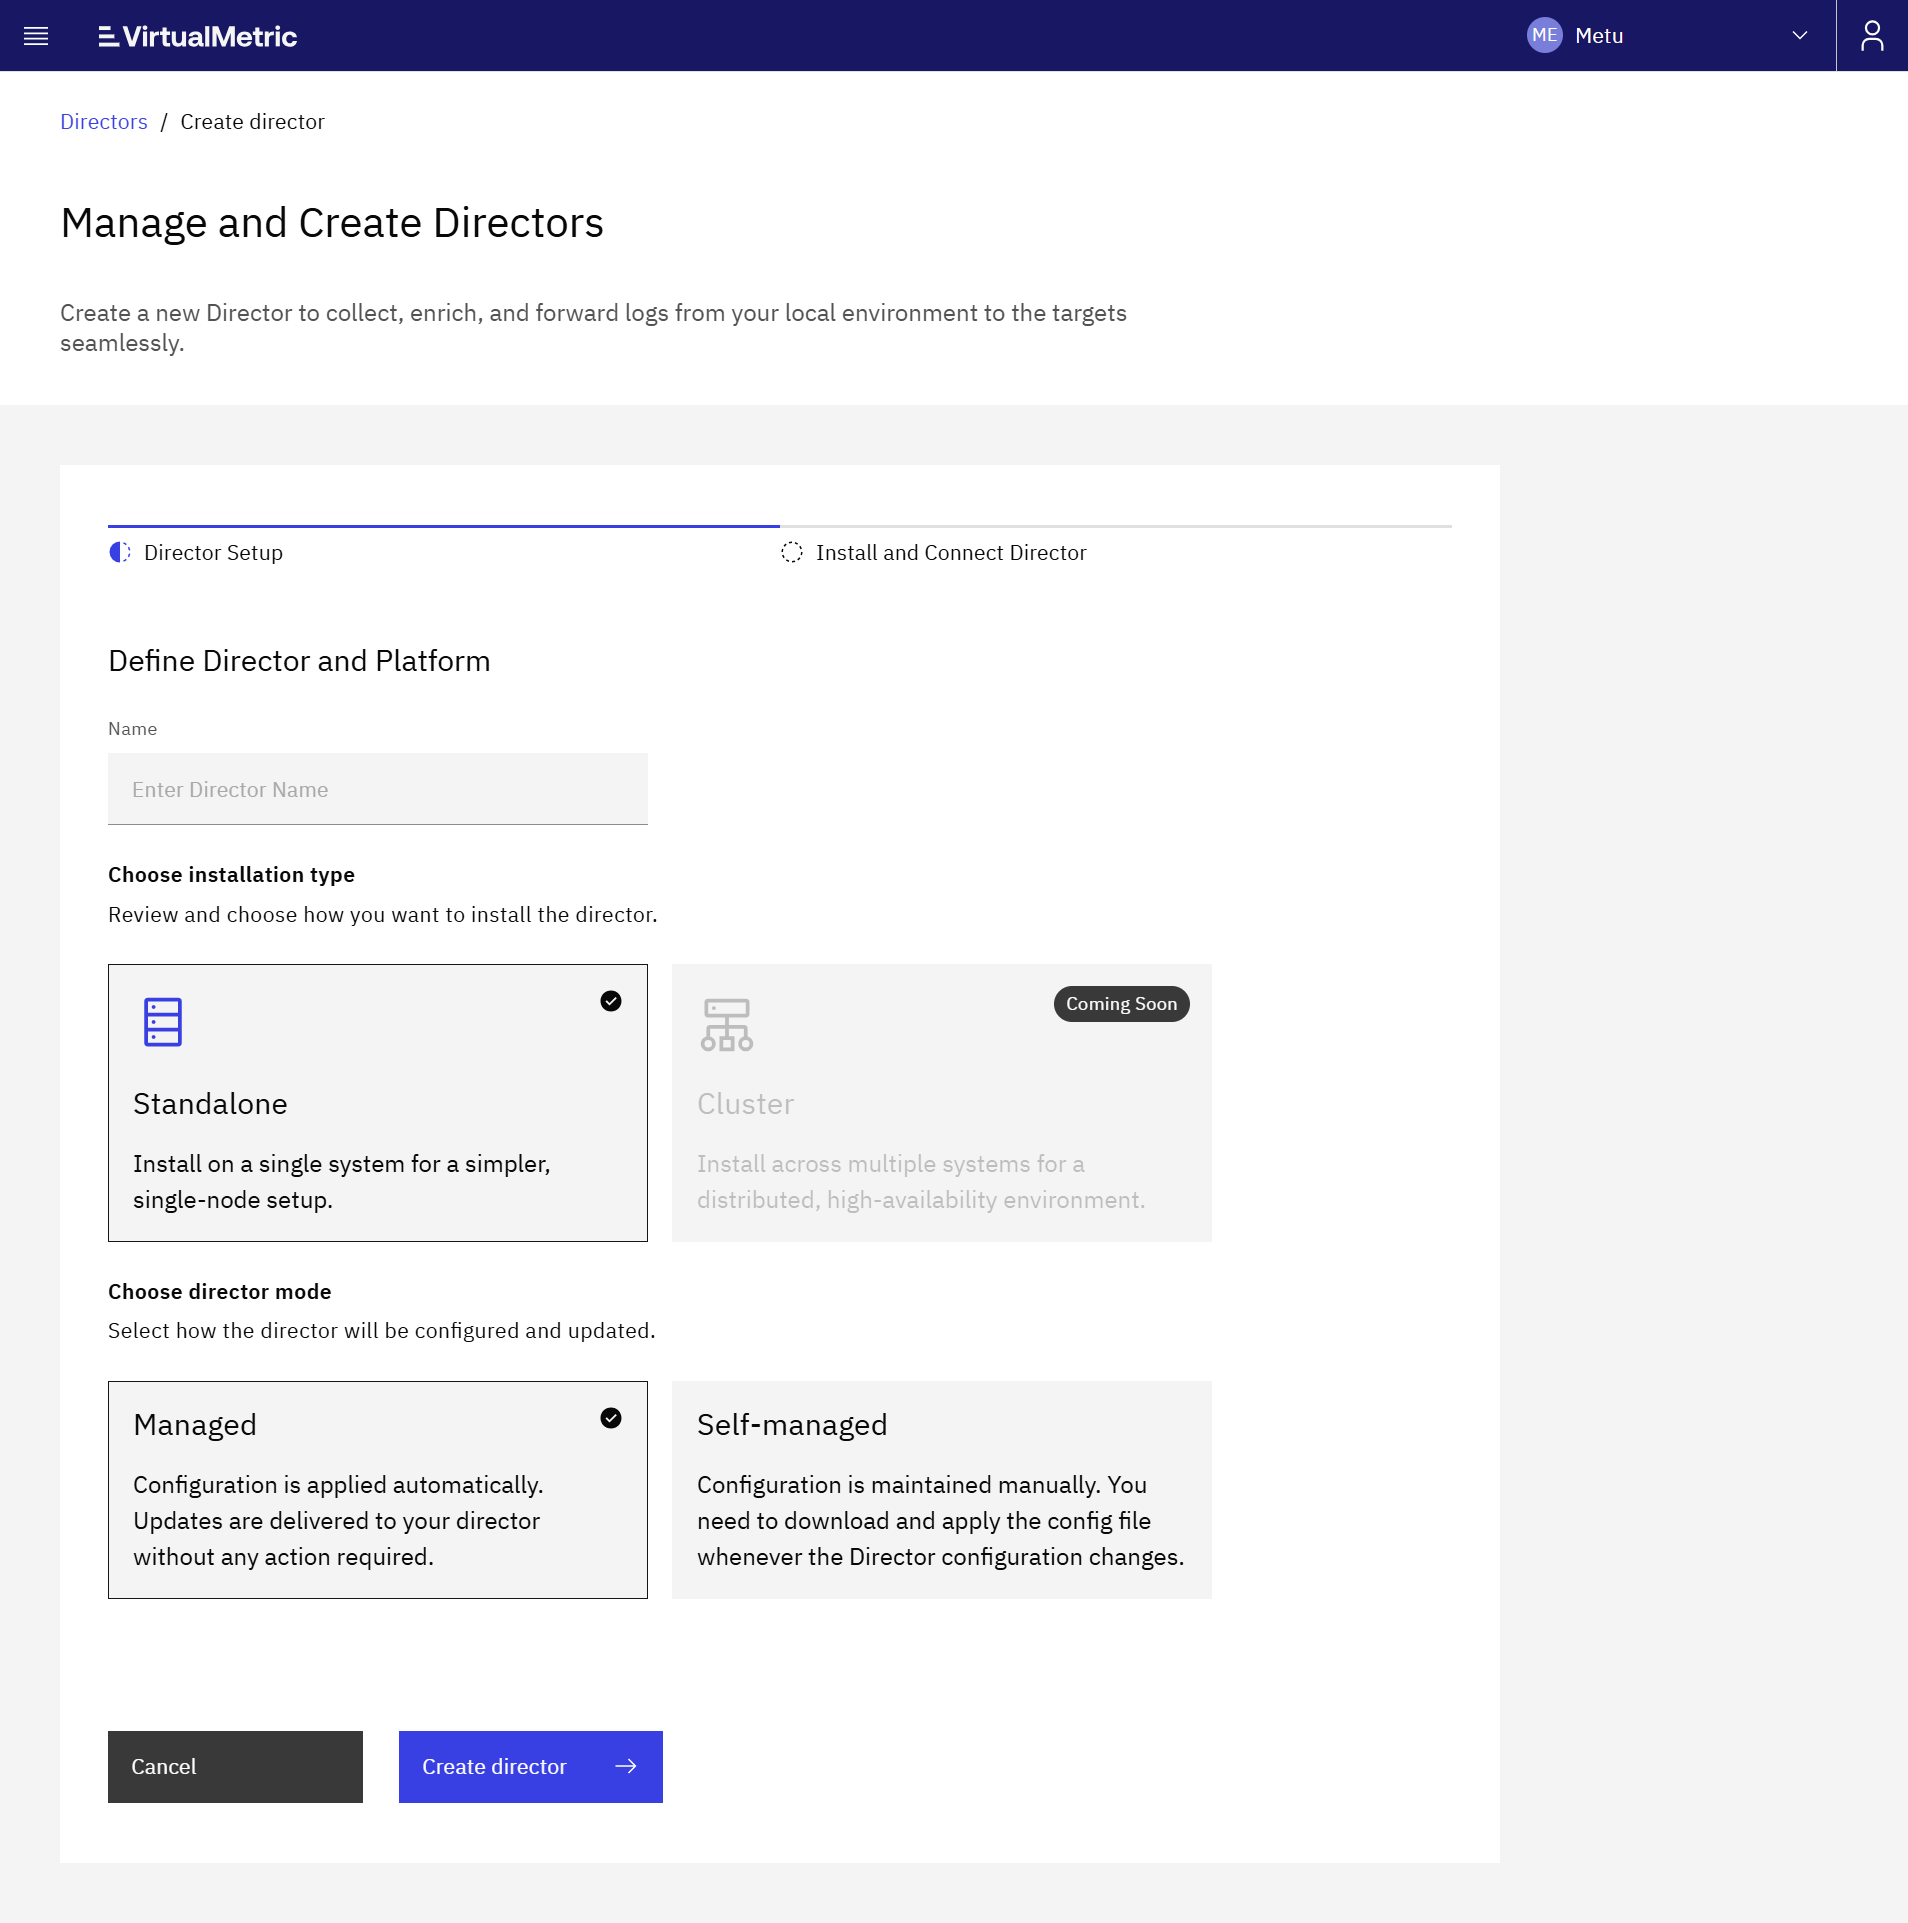 VirtualMetric
ME Metu
Directors / Create director
Manage and Create Directors
Create a new Director to collect, enrich, and forward logs from your local environment to the targets
seamlessly.
Director Setup
Install and Connect Director
Define Director and Platform
Name
Enter Director Name
Choose installation type
Review and choose how you want to install the director.
Standalone
Install on a single system for a simpler,
single-node setup.
Coming Soon
Cluster
Install across multiple systems for a
distributed, high-availability environment.
Choose director mode
Select how the director will be configured and updated.
Managed
Configuration is applied automatically.
Updates are delivered to your director
without any action required.
Self-managed
Configuration is maintained manually. You
need to download and apply the config file
whenever the Director configuration changes.
Cancel
Create director